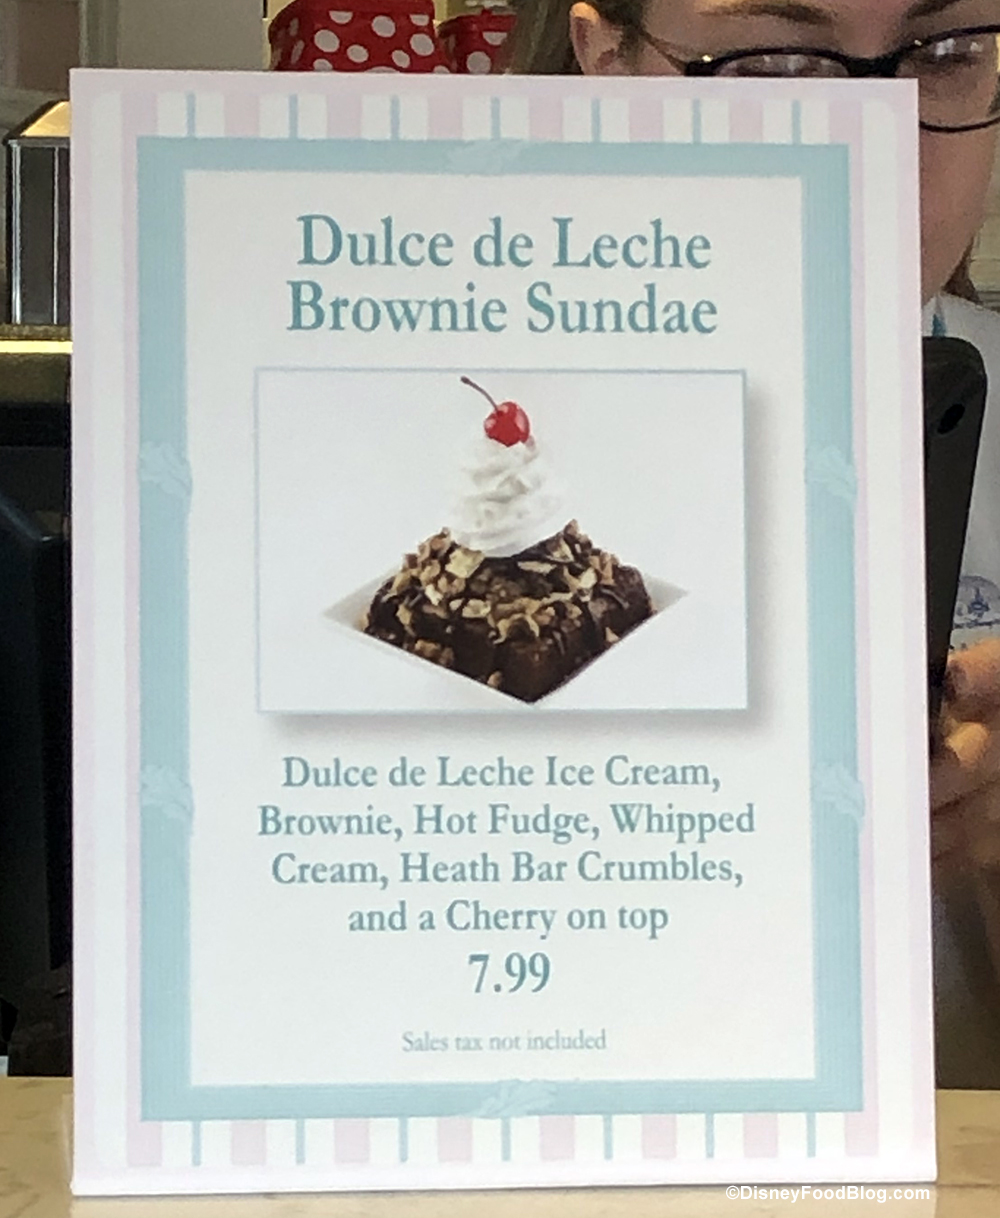 Dulce de Leche
Brownie Sundae
Dulce de Leche Ice Cream,
Brownie, Hot Fudge, Whipped
Cream, Heath Bar Crumbles,
and a Cherry on top
7.99
Sales tax not included
©DisneyFoodBlog.com